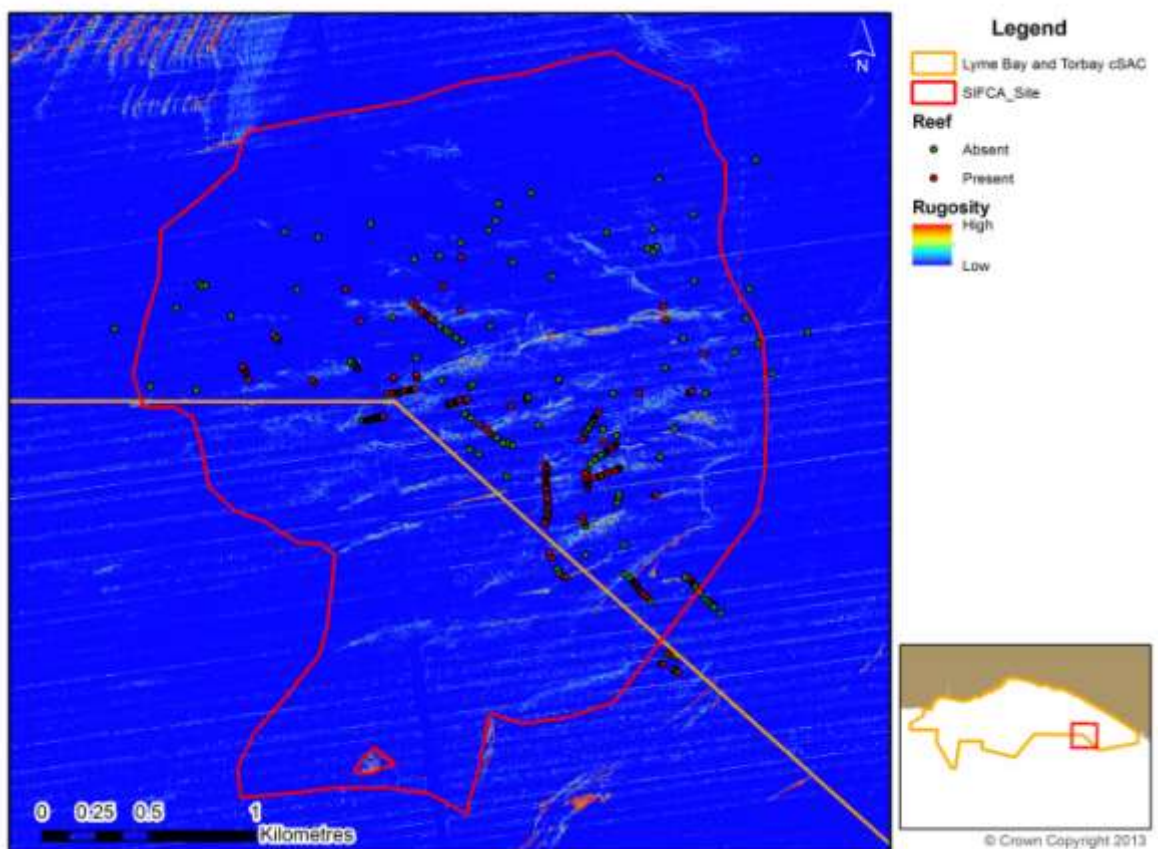 N
0 0.25 0.5 1
Kilometres
Legend
Lyme Bay and Torbay cSAC
SIFCA_Site
Reef
Absent
Present
Rugosity
High
Low
© Crown Copyright 2013